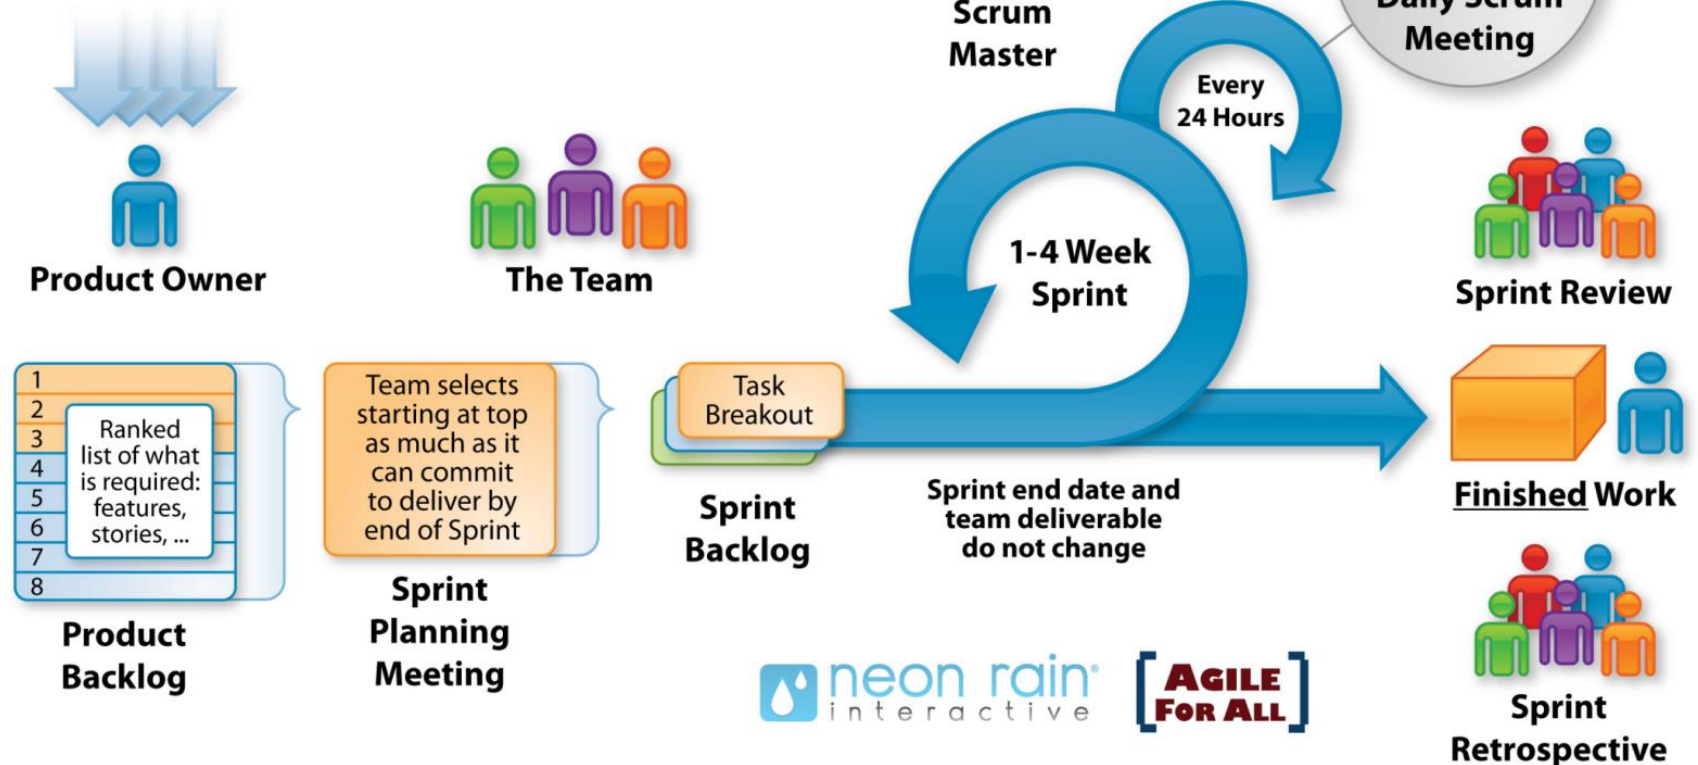 Scrum
Master
Daily Scrum
Meeting
Every
24 Hours
Product Owner
The Team
1-4 Week
Sprint
Sprint Review
1
2
3
4
5
6
7
8
Ranked
list of what
is required:
features,
stories, ...
Product
Backlog
Team selects
starting at top
as much as it
can commit
to deliver by
end of Sprint
Sprint
Planning
Meeting
Task
Breakout
Sprint
Backlog
Sprint end date and
team deliverable
do not change
Finished Work
Sprint
Retrospective
neon rain®
interactive
AGILE
FOR ALL